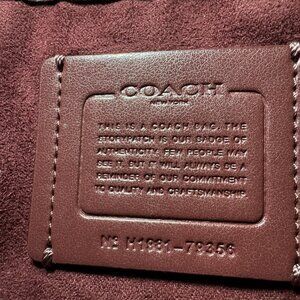 COACH
NEW YORK
THIS IS A COACH BAG. THE
STORYPATCH IS OUR BADGE OF
AUTHENTICITY. FEW PEOPLE MAY
SEE IT, BUT IT WILL ALWAYS BE A
REMINDER OF OUR COMMITMENT
TO QUALITY AND CRAFTSMANSHIP.
Nº H1981-79356